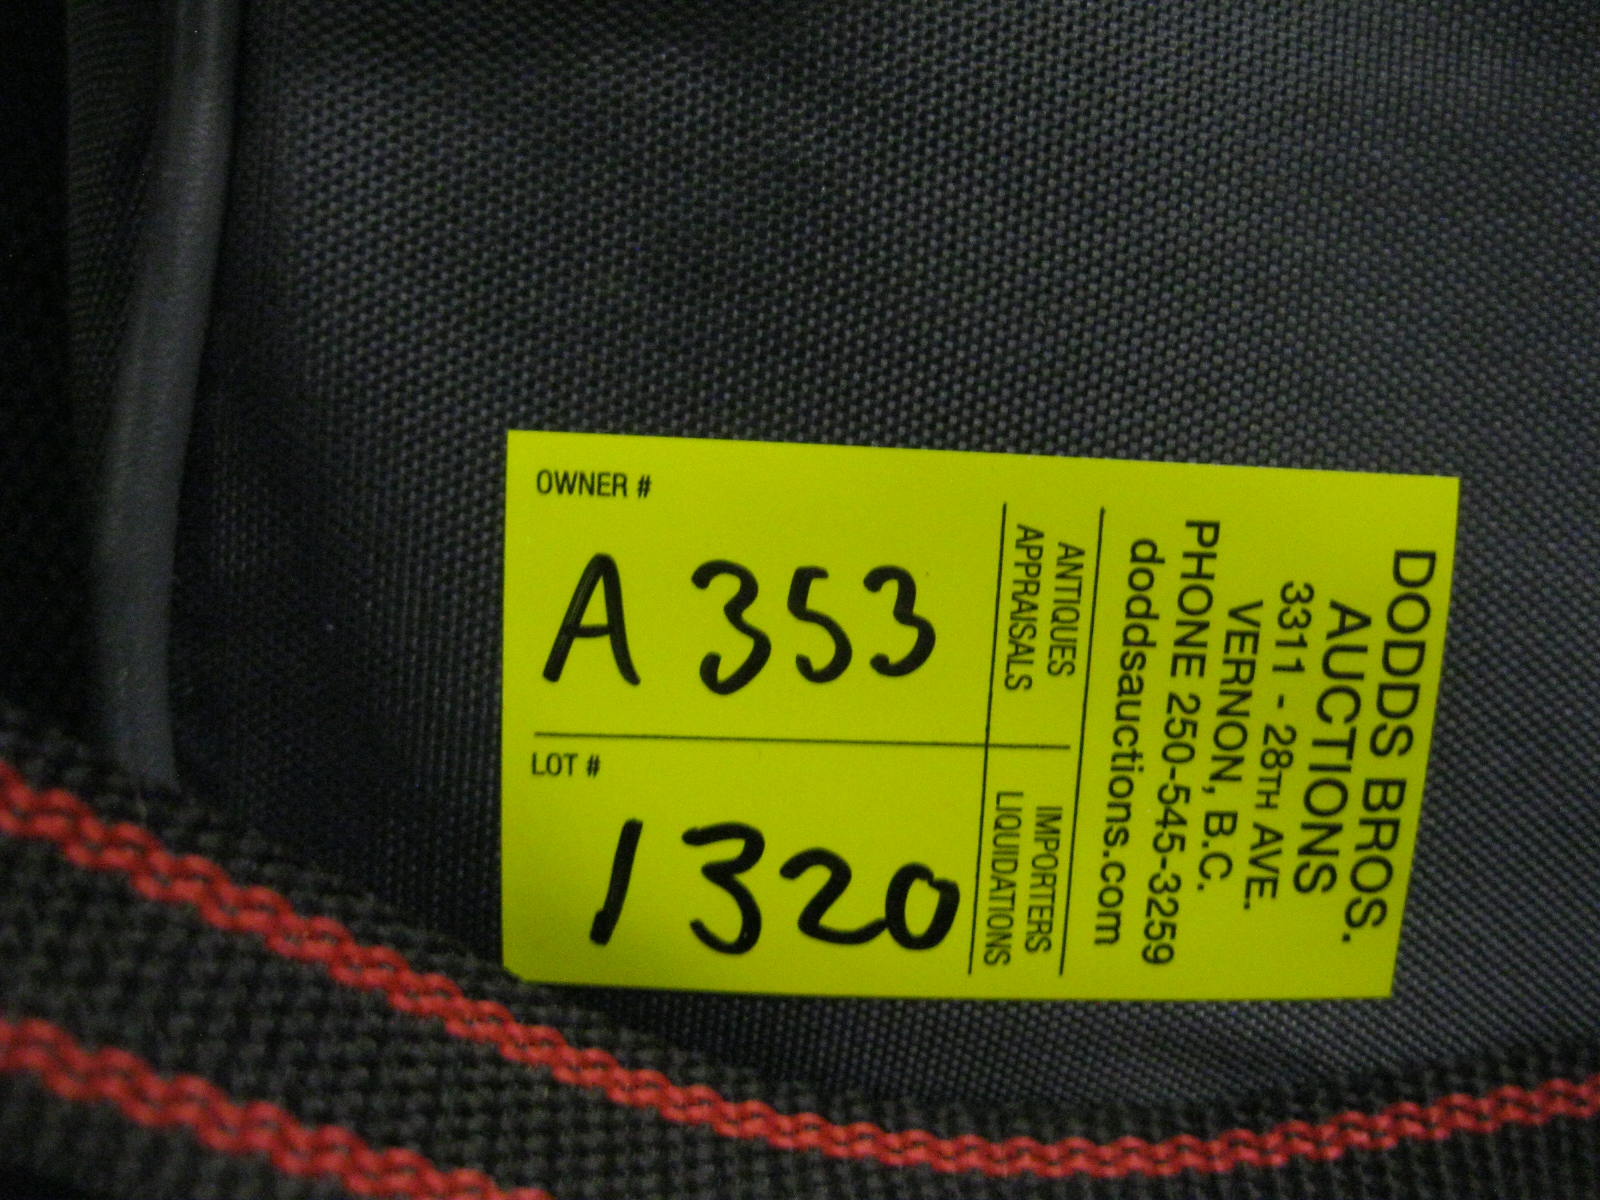 OWNER #
A 353
LOT #
1320
ANTIQUES
APPRAISALS
IMPORTERS
LIQUIDATIONS
DODDS BROS.
AUCTIONS
3311 - 28TH AVE.
VERNON, B.C.
PHONE 250-545-3259
doddsauctions.com